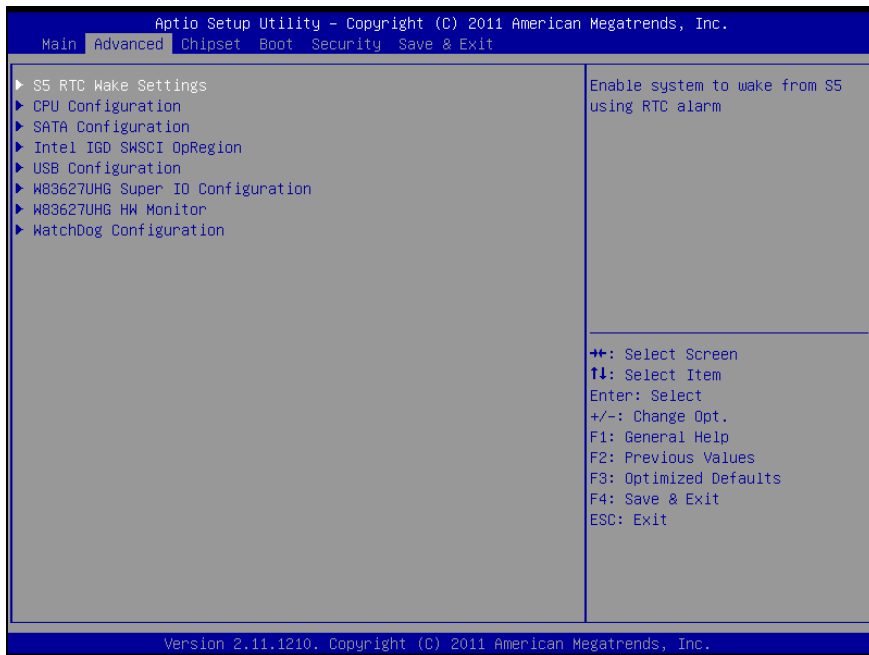 Aptio Setup Utility – Copyright (C) 2011 American Megatrends, Inc.
Main Advanced Chipset Boot Security Save & Exit
S5 RTC Wake Settings
CPU Configuration
SATA Configuration
Intel IGD SWSCI OpRegion
USB Configuration
W83627UHG Super IO Configuration
W83627UHG HW Monitor
WatchDog Configuration
Enable system to wake from S5
using RTC alarm
→←: Select Screen
↑↓: Select Item
Enter: Select
+/-: Change Opt.
F1: General Help
F2: Previous Values
F3: Optimized Defaults
F4: Save & Exit
ESC: Exit
Version 2.11.1210. Copyright (C) 2011 American Megatrends, Inc.